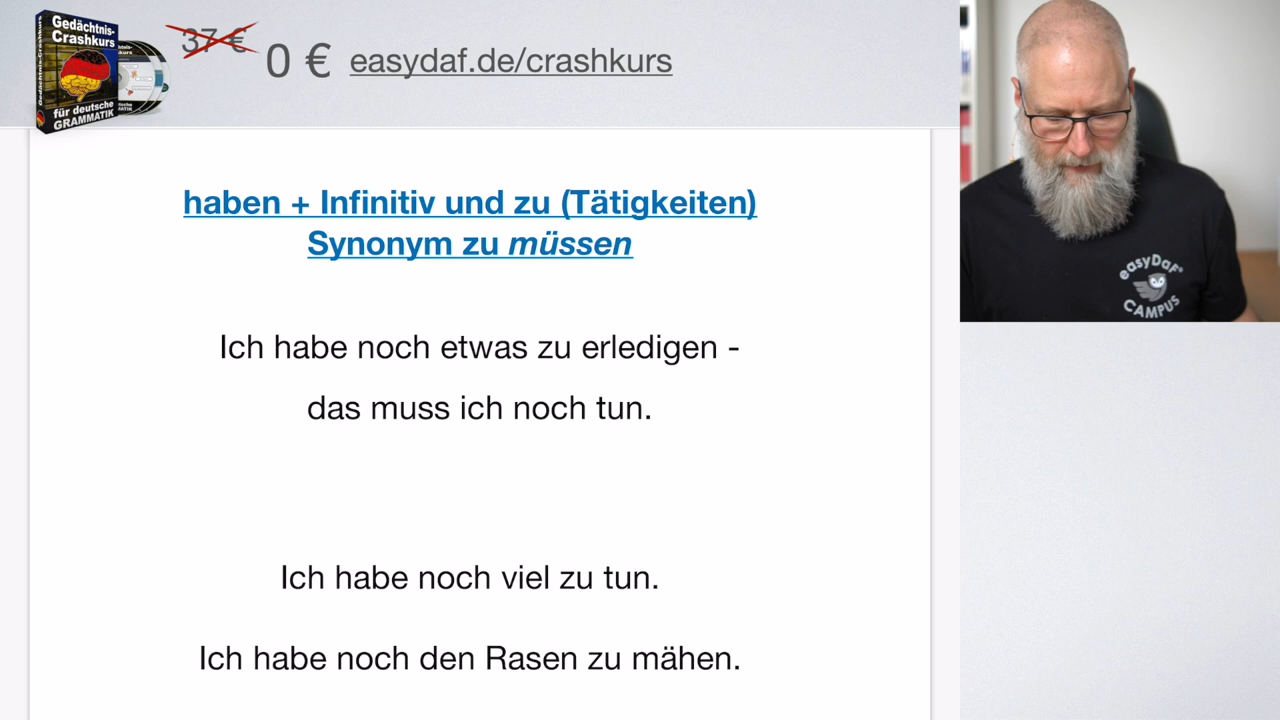 Gedächtnis-
Crashkurs
für deutsche
GRAMMATIK
37 €
0 €
easydaf.de/crashkurs
haben + Infinitiv und zu (Tätigkeiten)
Synonym zu müssen
Ich habe noch etwas zu erledigen -
das muss ich noch tun.
Ich habe noch viel zu tun.
Ich habe noch den Rasen zu mähen.
easyDaF®
CAMPUS